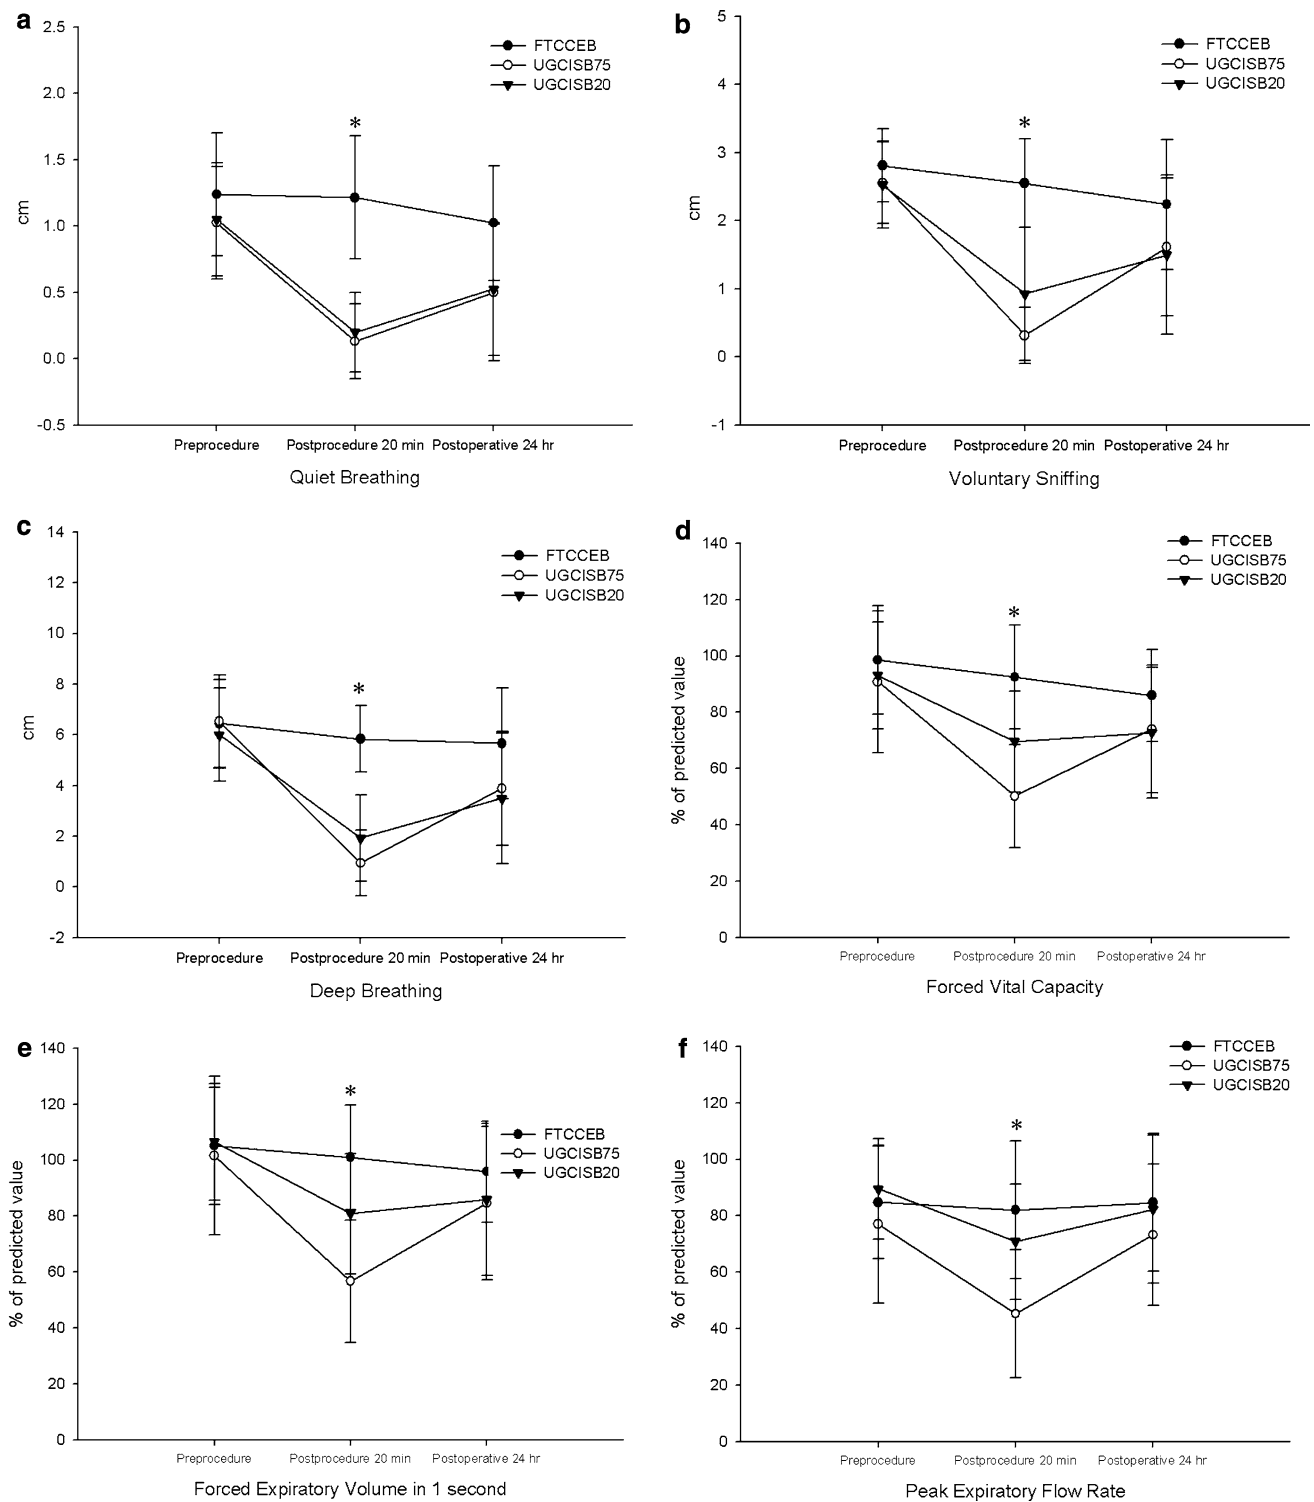 a
2.5
2.0
1.5
1.0
0.5
0.0
-0.5
cm
FTCCEB
UGCISB75
UGCISB20
*
Preprocedure Postprocedure 20 min Postoperative 24 hr
Quiet Breathing
b
5
4
3
2
1
0
-1
cm
FTCCEB
UGCISB75
UGCISB20
*
Preprocedure Postprocedure 20 min Postoperative 24 hr
Voluntary Sniffing
c
14
12
10
8
6
4
2
0
-2
cm
FTCCEB
UGCISB75
UGCISB20
*
Preprocedure Postprocedure 20 min Postoperative 24 hr
Deep Breathing
d
140
120
100
80
60
40
20
0
% of predicted value
FTCCEB
UGCISB75
UGCISB20
*
Preprocedure Postprocedure 20 min Postoperative 24 hr
Forced Vital Capacity
e
140
120
100
80
60
40
20
0
% of predicted value
FTCCEB
UGCISB75
UGCISB20
*
Preprocedure Postprocedure 20 min Postoperative 24 hr
Forced Expiratory Volume in 1 second
f
140
120
100
80
60
40
20
0
% of predicted value
FTCCEB
UGCISB75
UGCISB20
*
Preprocedure Postprocedure 20 min Postoperative 24 hr
Peak Expiratory Flow Rate